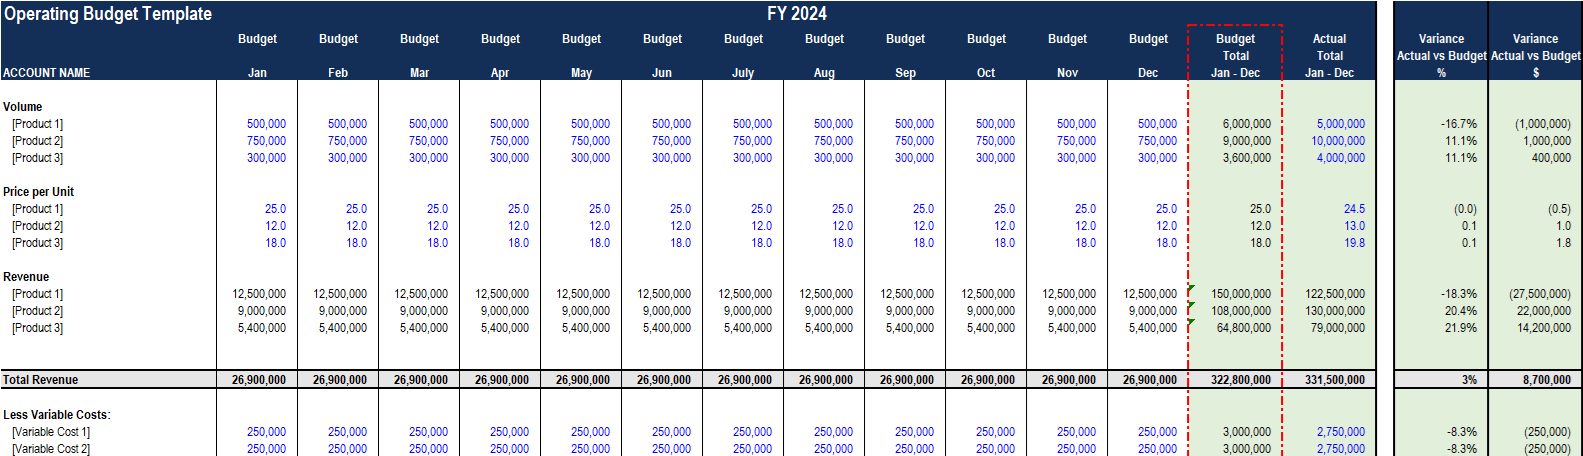 Operating Budget Template FY 2024
Budget Budget Budget Budget Budget Budget Budget Budget Budget Budget Budget Budget Budget Actual Variance Variance
Total Total Actual vs Budget Actual vs Budget
ACCOUNT NAME Jan Feb Mar Apr May Jun July Aug Sep Oct Nov Dec Jan - Dec Jan - Dec % $
Volume
[Product 1] 500,000 500,000 500,000 500,000 500,000 500,000 500,000 500,000 500,000 500,000 500,000 500,000 6,000,000 5,000,000 -16.7% (1,000,000)
[Product 2] 750,000 750,000 750,000 750,000 750,000 750,000 750,000 750,000 750,000 750,000 750,000 750,000 9,000,000 10,000,000 11.1% 1,000,000
[Product 3] 300,000 300,000 300,000 300,000 300,000 300,000 300,000 300,000 300,000 300,000 300,000 300,000 3,600,000 4,000,000 11.1% 400,000
Price per Unit
[Product 1] 25.0 25.0 25.0 25.0 25.0 25.0 25.0 25.0 25.0 25.0 25.0 25.0 25.0 24.5 (0.0) (0.5)
[Product 2] 12.0 12.0 12.0 12.0 12.0 12.0 12.0 12.0 12.0 12.0 12.0 12.0 12.0 13.0 0.1 1.0
[Product 3] 18.0 18.0 18.0 18.0 18.0 18.0 18.0 18.0 18.0 18.0 18.0 18.0 18.0 19.8 0.1 1.8
Revenue
[Product 1] 12,500,000 12,500,000 12,500,000 12,500,000 12,500,000 12,500,000 12,500,000 12,500,000 12,500,000 12,500,000 12,500,000 12,500,000 150,000,000 122,500,000 -18.3% (27,500,000)
[Product 2] 9,000,000 9,000,000 9,000,000 9,000,000 9,000,000 9,000,000 9,000,000 9,000,000 9,000,000 9,000,000 9,000,000 9,000,000 108,000,000 130,000,000 20.4% 22,000,000
[Product 3] 5,400,000 5,400,000 5,400,000 5,400,000 5,400,000 5,400,000 5,400,000 5,400,000 5,400,000 5,400,000 5,400,000 5,400,000 64,800,000 79,000,000 21.9% 14,200,000
Total Revenue 26,900,000 26,900,000 26,900,000 26,900,000 26,900,000 26,900,000 26,900,000 26,900,000 26,900,000 26,900,000 26,900,000 26,900,000 322,800,000 331,500,000 3% 8,700,000
Less Variable Costs:
[Variable Cost 1] 250,000 250,000 250,000 250,000 250,000 250,000 250,000 250,000 250,000 250,000 250,000 250,000 3,000,000 2,750,000 -8.3% (250,000)
[Variable Cost 2] 250,000 250,000 250,000 250,000 250,000 250,000 250,000 250,000 250,000 250,000 250,000 250,000 3,000,000 2,750,000 -8.3% (250,000)